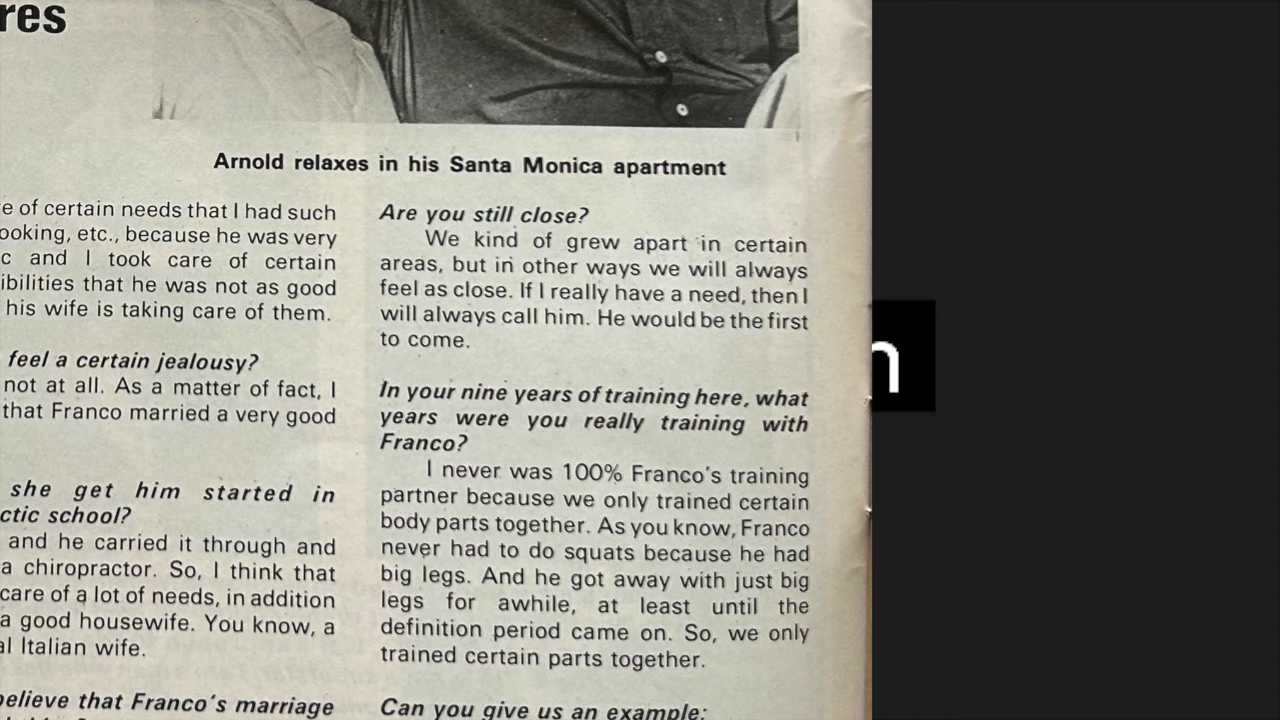 res
Arnold relaxes in his Santa Monica apartment
e of certain needs that I had such
ooking, etc., because he was very
c and I took care of certain
ibilities that he was not as good
his wife is taking care of them.
feel a certain jealousy?
not at all. As a matter of fact, I
that Franco married a very good
she get him started in
ctic school?
and he carried it through and
a chiropractor. So, I think that
care of a lot of needs, in addition
a good housewife. You know, a
al Italian wife.
believe that Franco's marriage
Are you still close?
We kind of grew apart in certain
areas, but in other ways we will always
feel as close. If I really have a need, then I
will always call him. He would be the first
to come.
In your nine years of training here, what
years were you really training with
Franco?
I never was 100% Franco's training
partner because we only trained certain
body parts together. As you know, Franco
never had to do squats because he had
big legs. And he got away with just big
legs for awhile, at least until the
definition period came on. So, we only
trained certain parts together.
Can you give us an example:
n